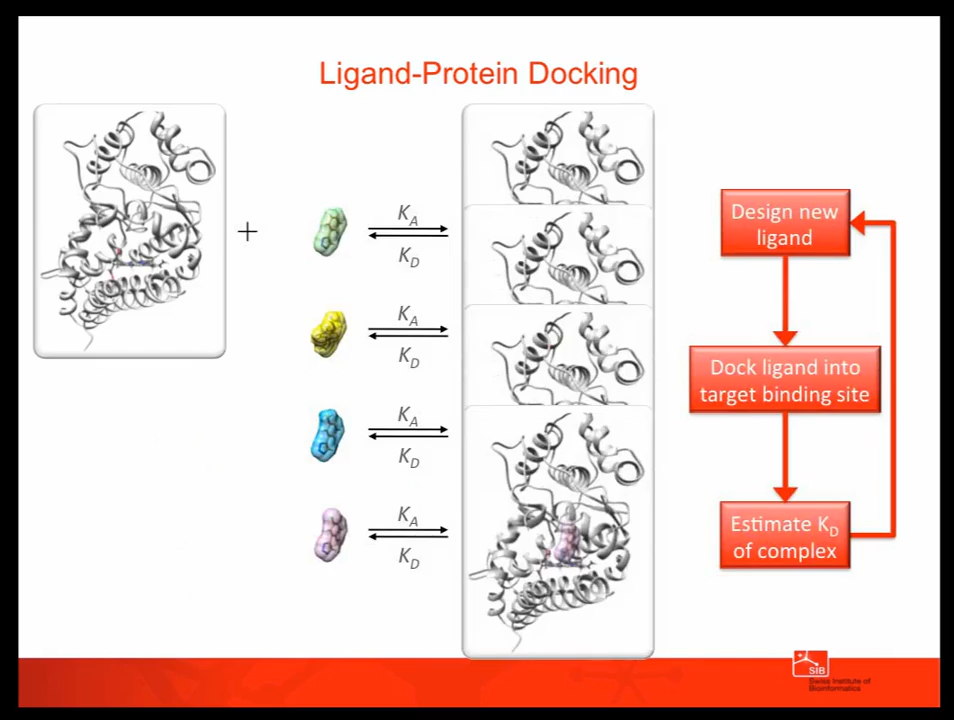 Ligand-Protein Docking
+
K_A
K_D
K_A
K_D
K_A
K_D
K_A
K_D
Design new
ligand
Dock ligand into
target binding site
Estimate K_D
of complex
SIB
Swiss Institute of
Bioinformatics